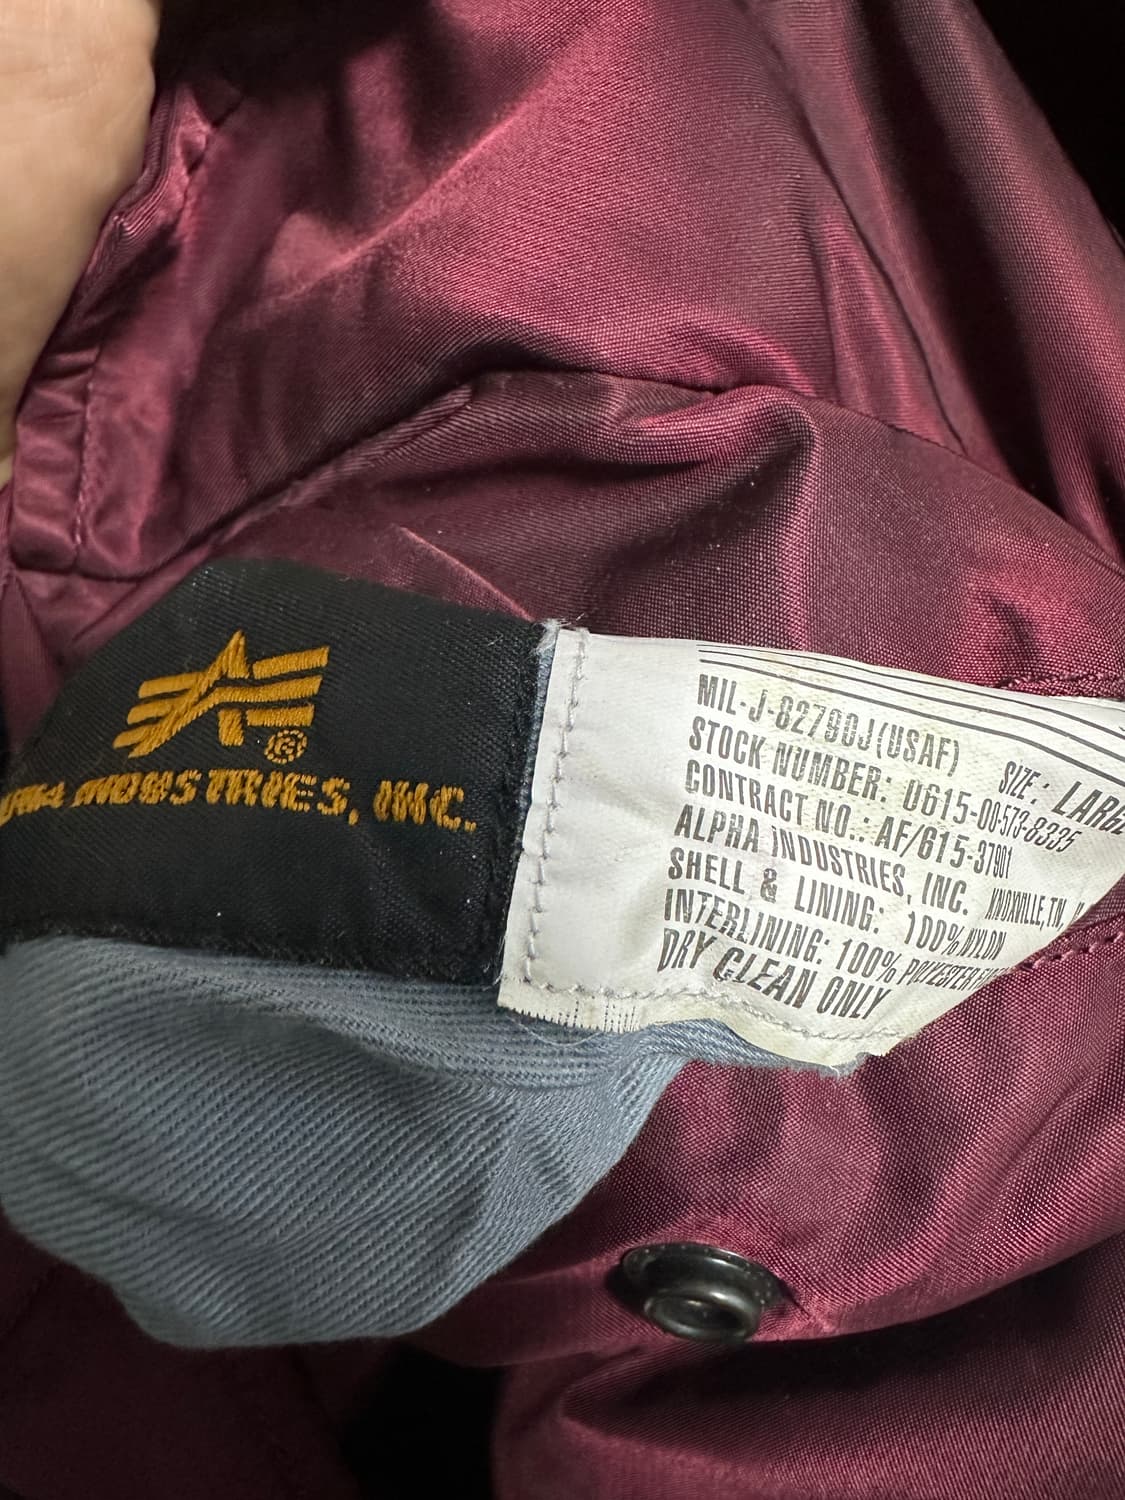 ®
INDUSTRIES, INC.
MIL-J-82790J(USAF)
STOCK NUMBER: 0615-00-573-8335
SIZE: LARGE
CONTRACT NO.: AF/615-37901
ALPHA INDUSTRIES, INC. KNOXVILLE, TN,
SHELL & LINING: 100% NYLON
INTERLINING: 100% POLYESTER
DRY CLEAN ONLY